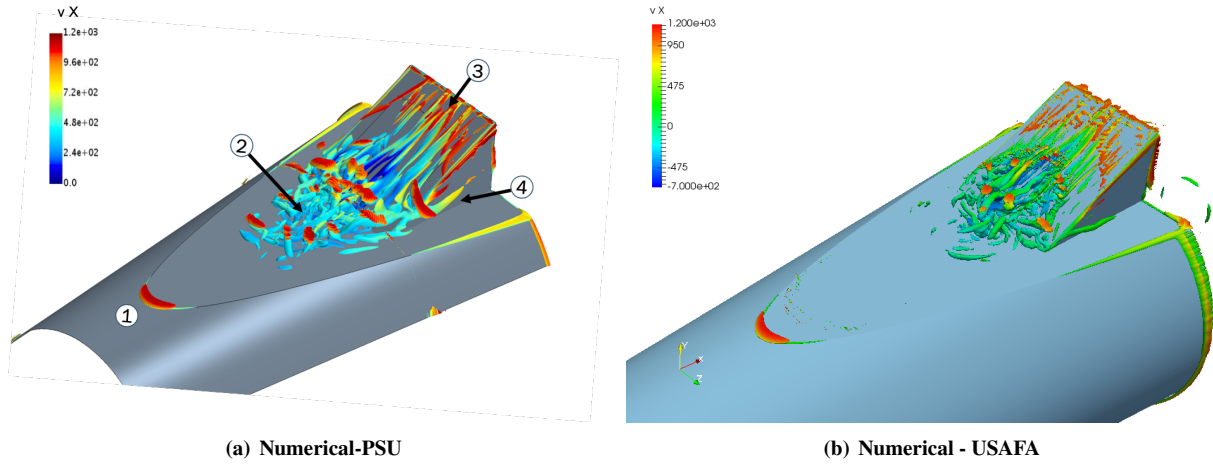 v X
1.2e+03
9.6e+02
7.2e+02
4.8e+02
2.4e+02
0.0
1
2
3
4
(a) Numerical-PSU
v X
1.200e+03
950
475
0
-475
-7.000e+02
Y
X
Z
(b) Numerical - USAFA